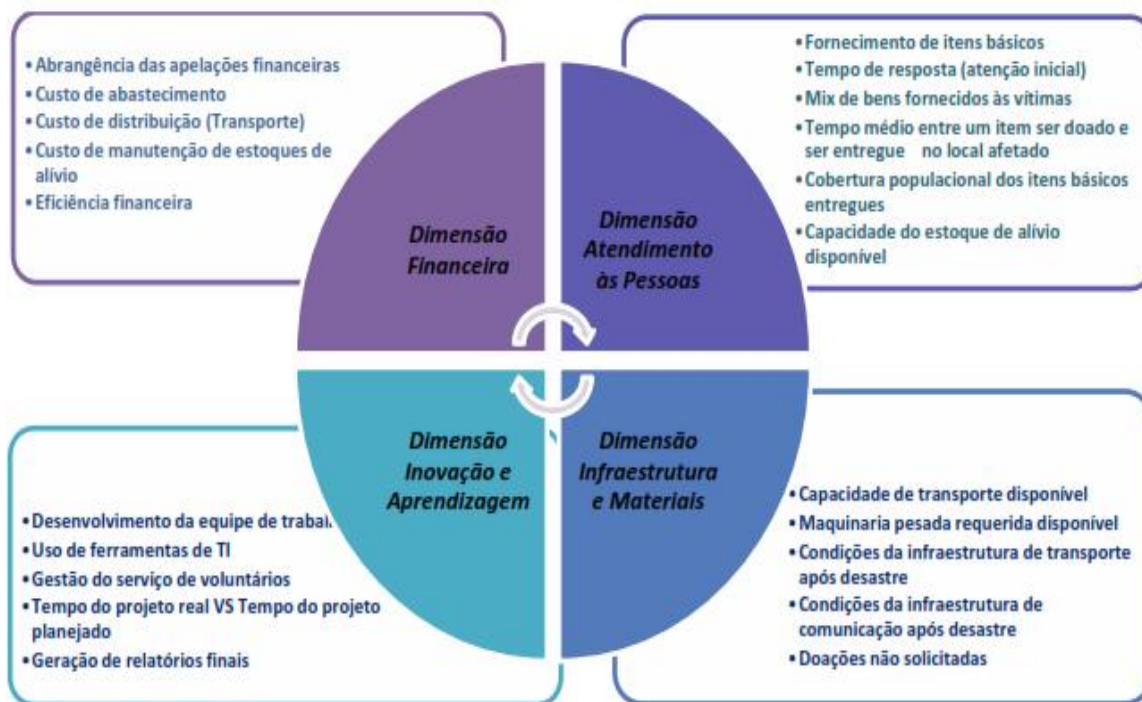 • Abrangência das apelações financeiras
• Custo de abastecimento
• Custo de distribuição (Transporte)
• Custo de manutenção de estoques de
alívio
• Eficiência financeira
• Fornecimento de itens básicos
• Tempo de resposta (atenção inicial)
• Mix de bens fornecidos às vítimas
• Tempo médio entre um item ser doado e
ser entregue no local afetado
• Cobertura populacional dos itens básicos
entregues
• Capacidade do estoque de alívio
disponível
Dimensão
Financeira
Dimensão
Atendimento
às Pessoas
Dimensão
Inovação e
Aprendizagem
Dimensão
Infraestrutura
e Materiais
• Desenvolvimento da equipe de trabal
• Uso de ferramentas de TI
• Gestão do serviço de voluntários
• Tempo do projeto real VS Tempo do projeto
planejado
• Geração de relatórios finais
• Capacidade de transporte disponível
• Maquinaria pesada requerida disponível
• Condições da infraestrutura de transporte
após desastre
• Condições da infraestrutura de
comunicação após desastre
• Doações não solicitadas